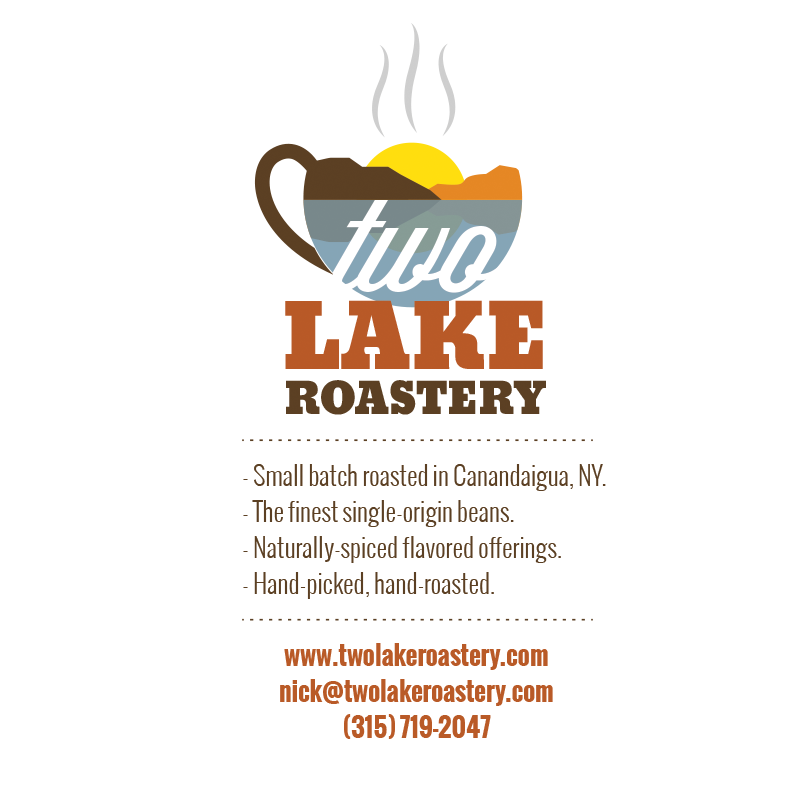 two
LAKE
ROASTERY
- Small batch roasted in Canandaigua, NY.
- The finest single-origin beans.
- Naturally-spiced flavored offerings.
- Hand-picked, hand-roasted.
www.twolakeroastery.com
nick@twolakeroastery.com
(315) 719-2047